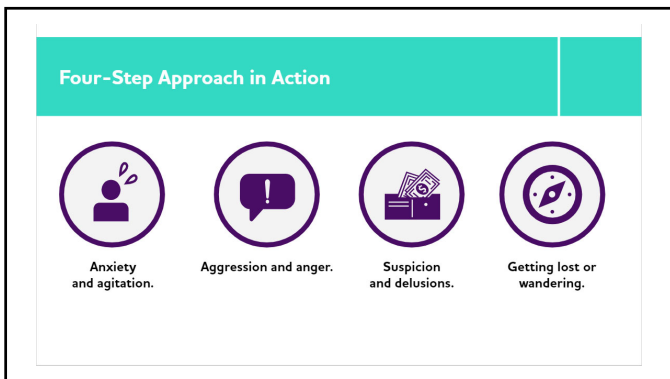 Four-Step Approach in Action
Anxiety
and agitation.
Aggression and anger.
Suspicion
and delusions.
Getting lost or
wandering.